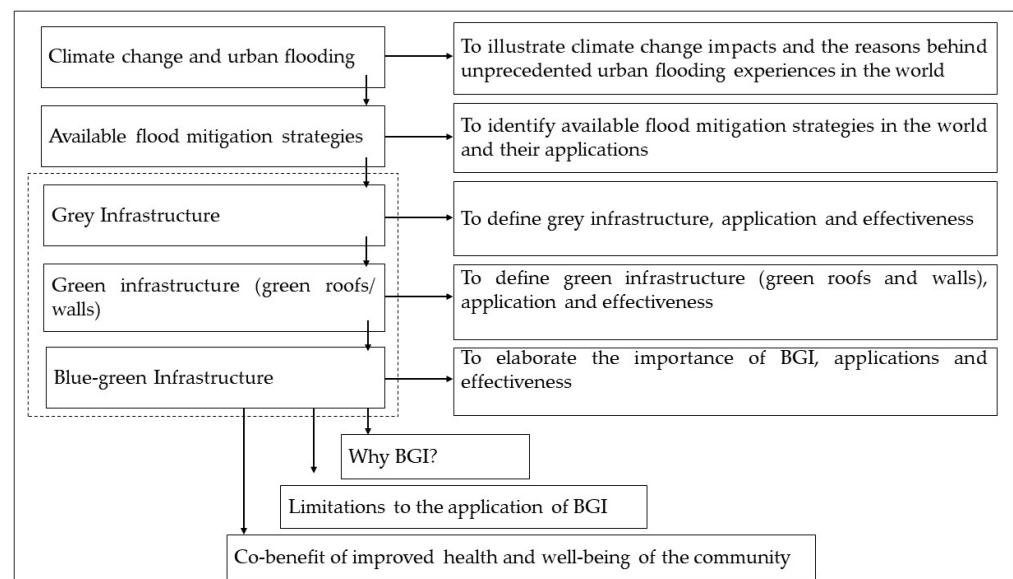 Climate change and urban flooding
To illustrate climate change impacts and the reasons behind
unprecedented urban flooding experiences in the world
Available flood mitigation strategies
To identify available flood mitigation strategies in the world
and their applications
Grey Infrastructure
To define grey infrastructure, application and effectiveness
Green infrastructure (green roofs/
walls)
To define green infrastructure (green roofs and walls),
application and effectiveness
Blue-green Infrastructure
To elaborate the importance of BGI, applications and
effectiveness
Why BGI?
Limitations to the application of BGI
Co-benefit of improved health and well-being of the community